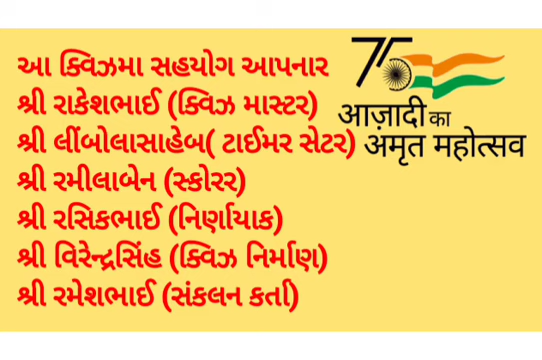 આ ક્વિઝમા સહયોગ આપનાર
શ્રી રાકેશભાઈ (ક્વિઝ માસ્ટર)
શ્રી લીંબોલાસાહેબ( ટાઈમર સેટર)
શ્રી રમીલાબેન (સ્કોરર)
શ્રી રસિકભાઈ (નિર્ણાયાક)
શ્રી વિરેન્દ્રસિંહ (ક્વિઝ નિર્માણ)
શ્રી રમેશભાઈ (સંકલન કર્તા)
75
आज़ादी का
अमृत महोत्सव